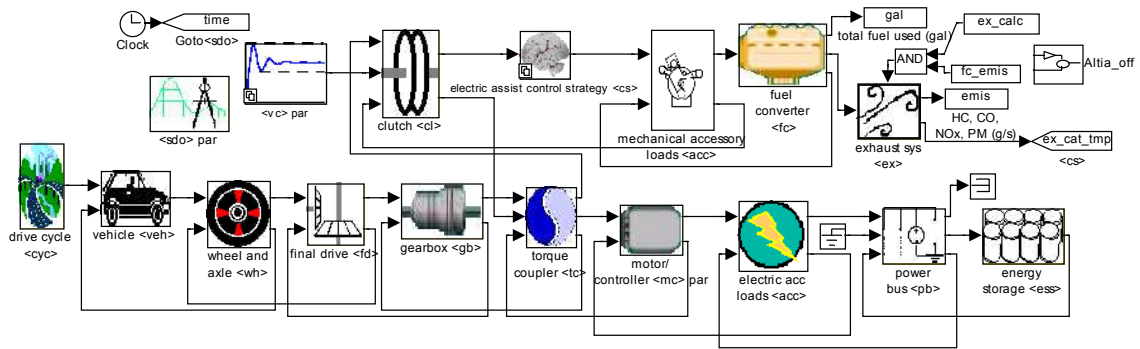 time
Clock
Goto<sdo>
<sdo> par
<vc> par
clutch <cl>
electric assist control strategy <cs>
mechanical accessory
loads <acc>
gal
total fuel used (gal)
fuel
converter
<fc>
ex_calc
AND
fc_emis
Altia_off
emis
HC, CO,
NOx, PM (g/s)
exhaust sys
<ex>
ex_cat_tmp
<cs>
drive cycle
<cyc>
vehicle <veh>
wheel and
axle <wh>
final drive <fd>
gearbox <gb>
torque
coupler <tc>
motor/
controller <mc> par
electric acc
loads <acc>
power
bus <pb>
energy
storage <ess>